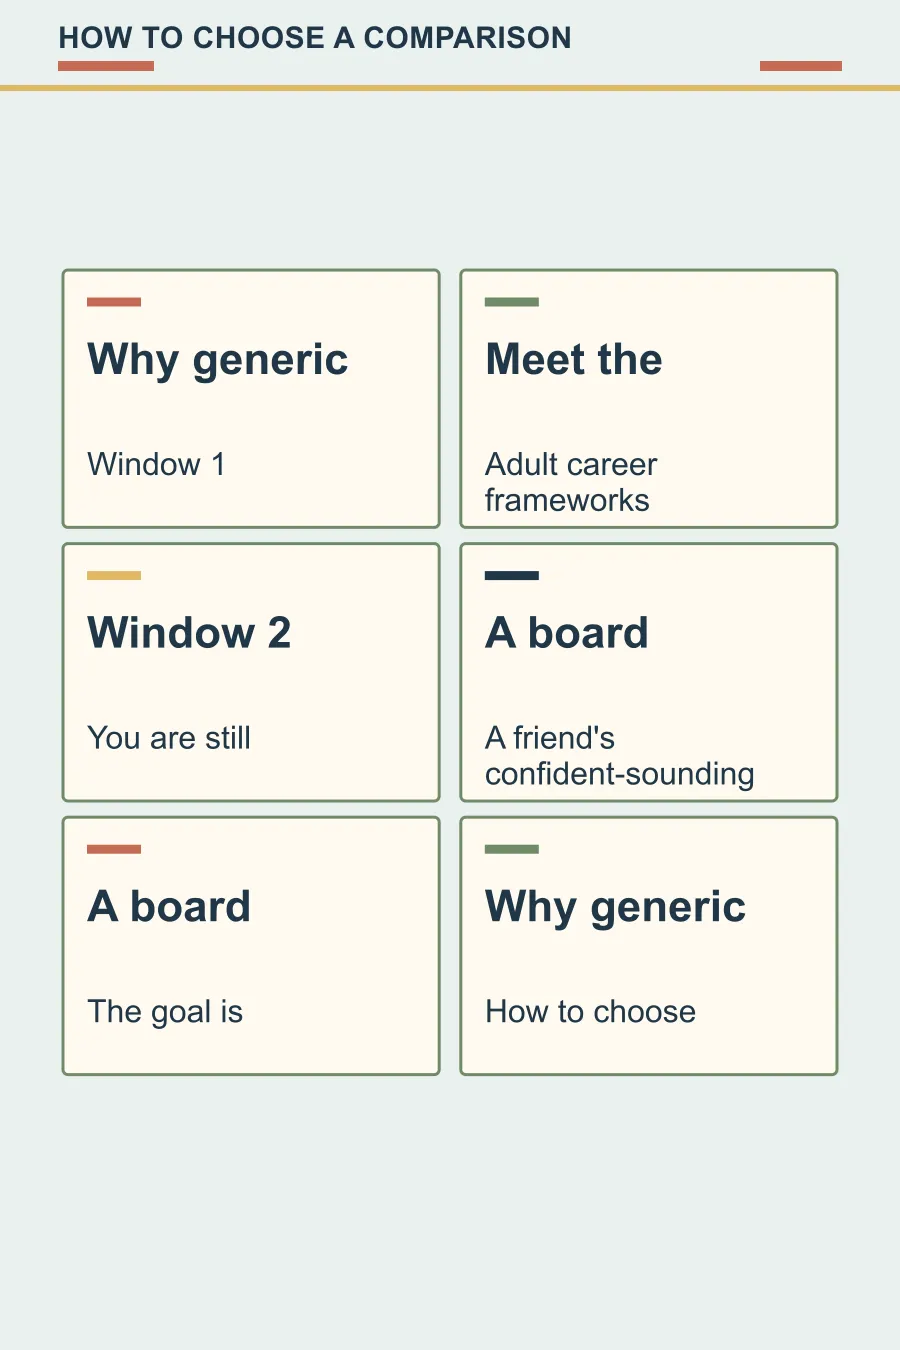 HOW TO CHOOSE A COMPARISON
Why generic
Window 1
Meet the
Adult career
frameworks
Window 2
You are still
A board
A friend's
confident-sounding
A board
The goal is
Why generic
How to choose